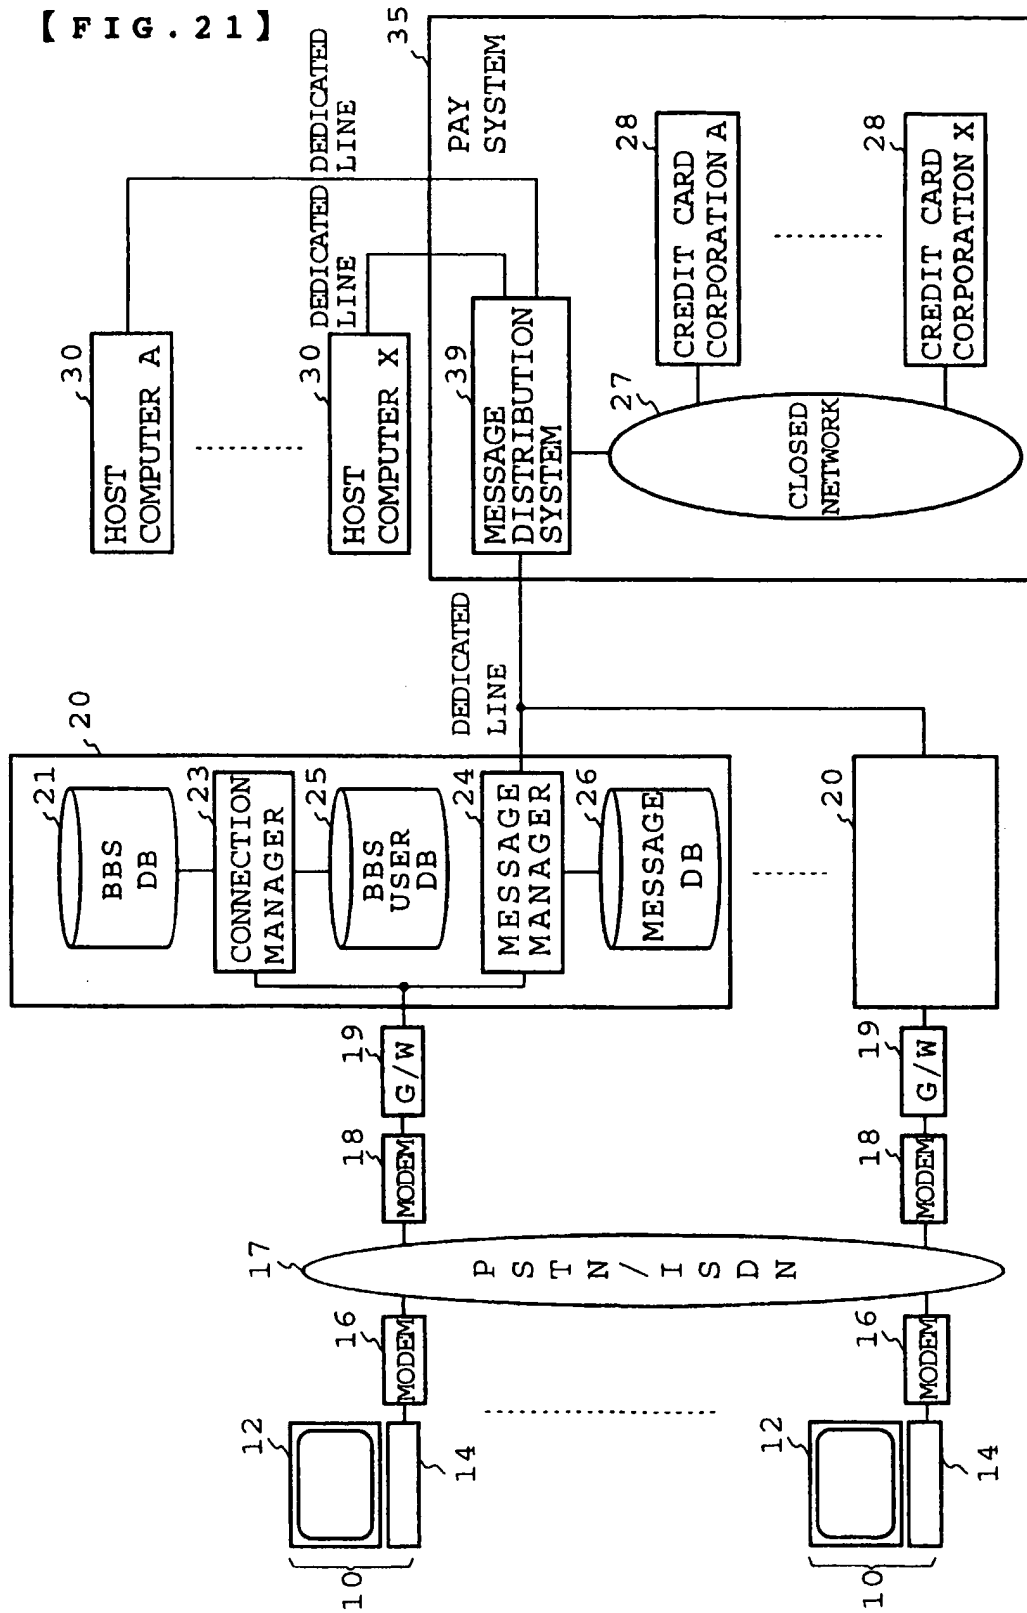 【FIG.21】
10
12
14
16
MODEM
17
PSTN/ISDN
18
MODEM
19
G/W
20
21
BBS
DB
23
CONNECTION
MANAGER
25
BBS
USER
DB
24
MESSAGE
MANAGER
26
MESSAGE
DB
DEDICATED
LINE
30
HOST
COMPUTER A
30
HOST
COMPUTER X
DEDICATED
LINE
DEDICATED
LINE
35
PAY
SYSTEM
39
MESSAGE
DISTRIBUTION
SYSTEM
27
CLOSED
NETWORK
28
CREDIT CARD
CORPORATION A
28
CREDIT CARD
CORPORATION X
10
12
14
16
MODEM
18
MODEM
19
G/W
20